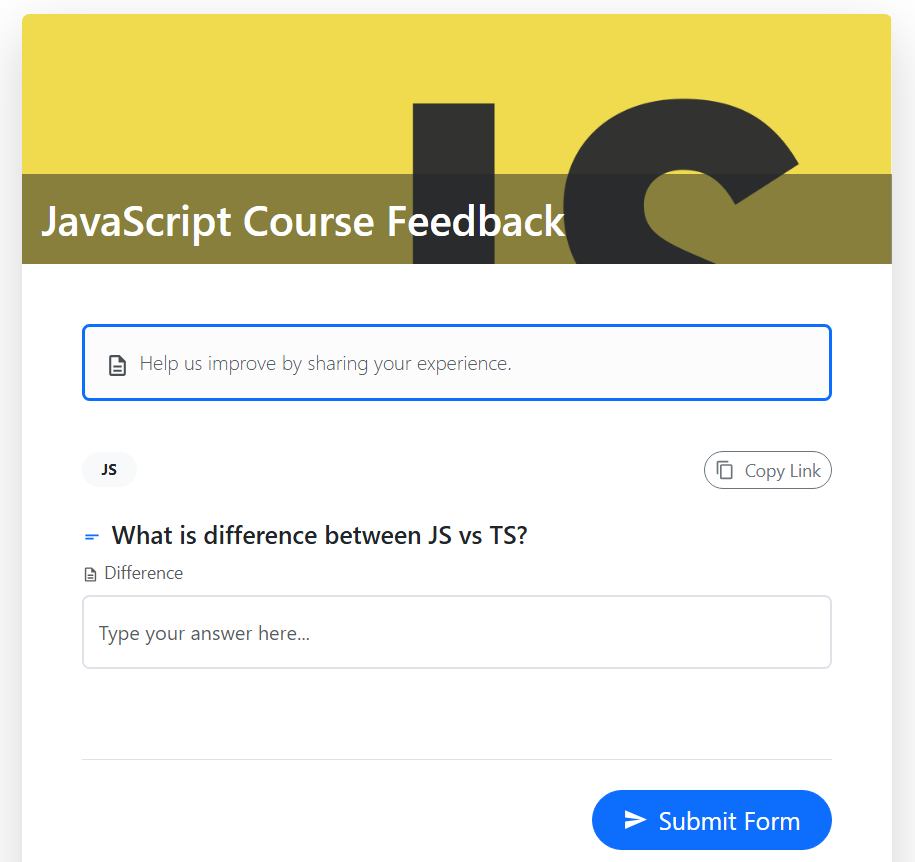 JS
JavaScript Course Feedback
Help us improve by sharing your experience.
JS
Copy Link
What is difference between JS vs TS?
Difference
Type your answer here...
Submit Form